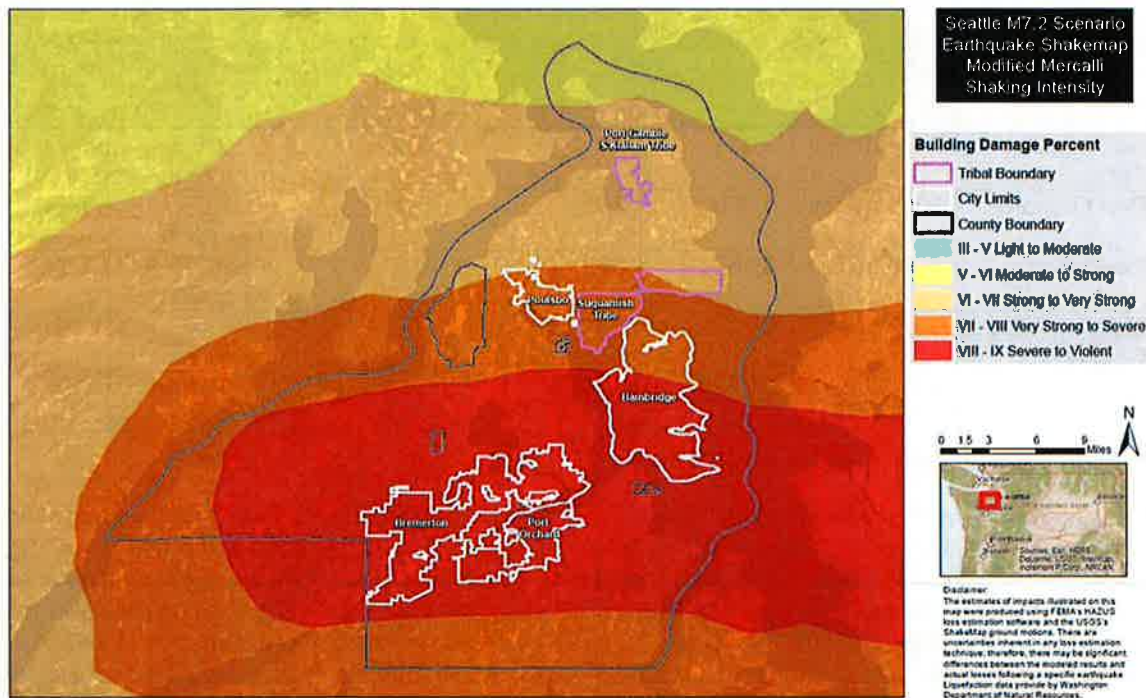 Seattle M7.2 Scenario
Earthquake Shakemap
Modified Mercalli
Shaking Intensity
Building Damage Percent
Tribal Boundary
City Limits
County Boundary
III - V Light to Moderate
V - VI Moderate to Strong
VI - VII Strong to Very Strong
VII - VIII Very Strong to Severe
VIII - IX Severe to Violent
Port Gamble
S'Klallam Tribe
Poulsbo
Suquamish
Tribe
Bainbridge
Bremerton
Port
Orchard
N
0 1.5 3 6 9
Miles
Disclaimer:
The estimates of impacts illustrated on this
map were produced using FEMA's HAZUS
loss estimation software and the USGS's
ShakeMap ground motions. There are
uncertainties inherent in any loss estimation
technique; therefore, there may be significant
differences between the modeled results and
actual losses following a specific earthquake
Liquefaction data provide by Washington
Department of Natural Resources.